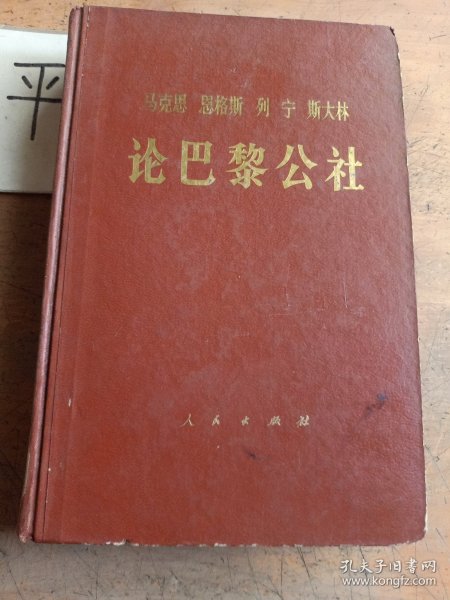 平
马克思 恩格斯 列宁 斯大林
论巴黎公社
人民出版社
孔夫子旧书网
www.kongfz.com